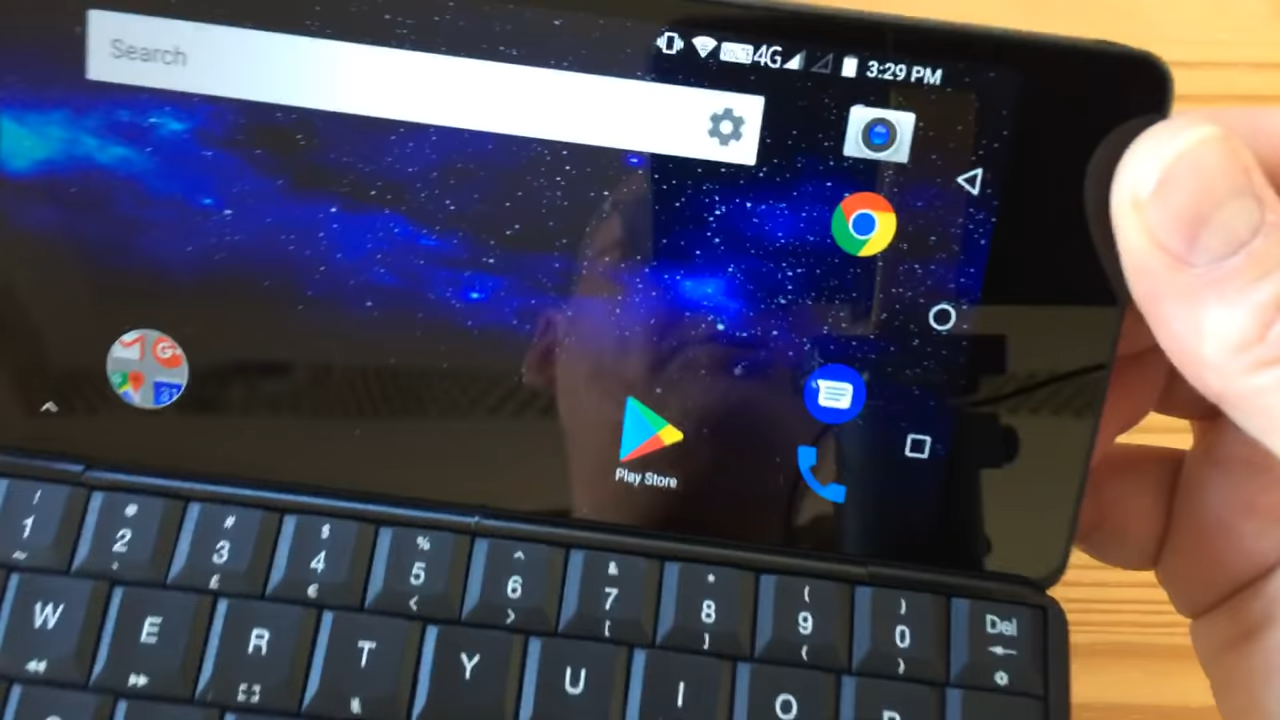 Search
VoLTE 4G 3:29 PM
31
G+
Play Store
! @ # $ % ^ & * ( )
1 2 3 4 5 6 7 8 9 0 Del
~ £ € < > [ ] { }
W E R T Y U I O P